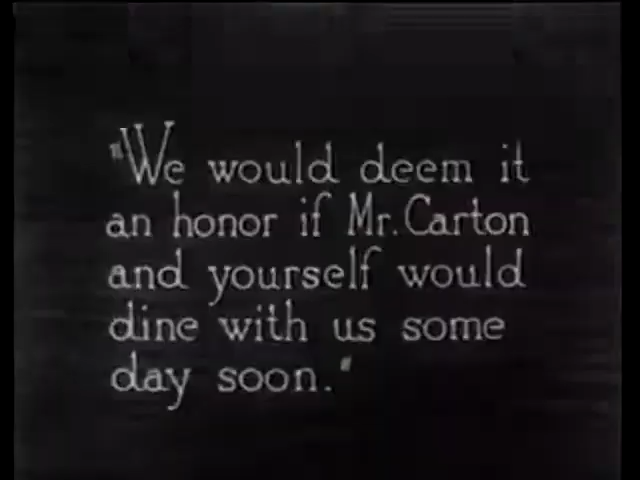 "We would deem it
an honor if Mr. Carton
and yourself would
dine with us some
day soon."